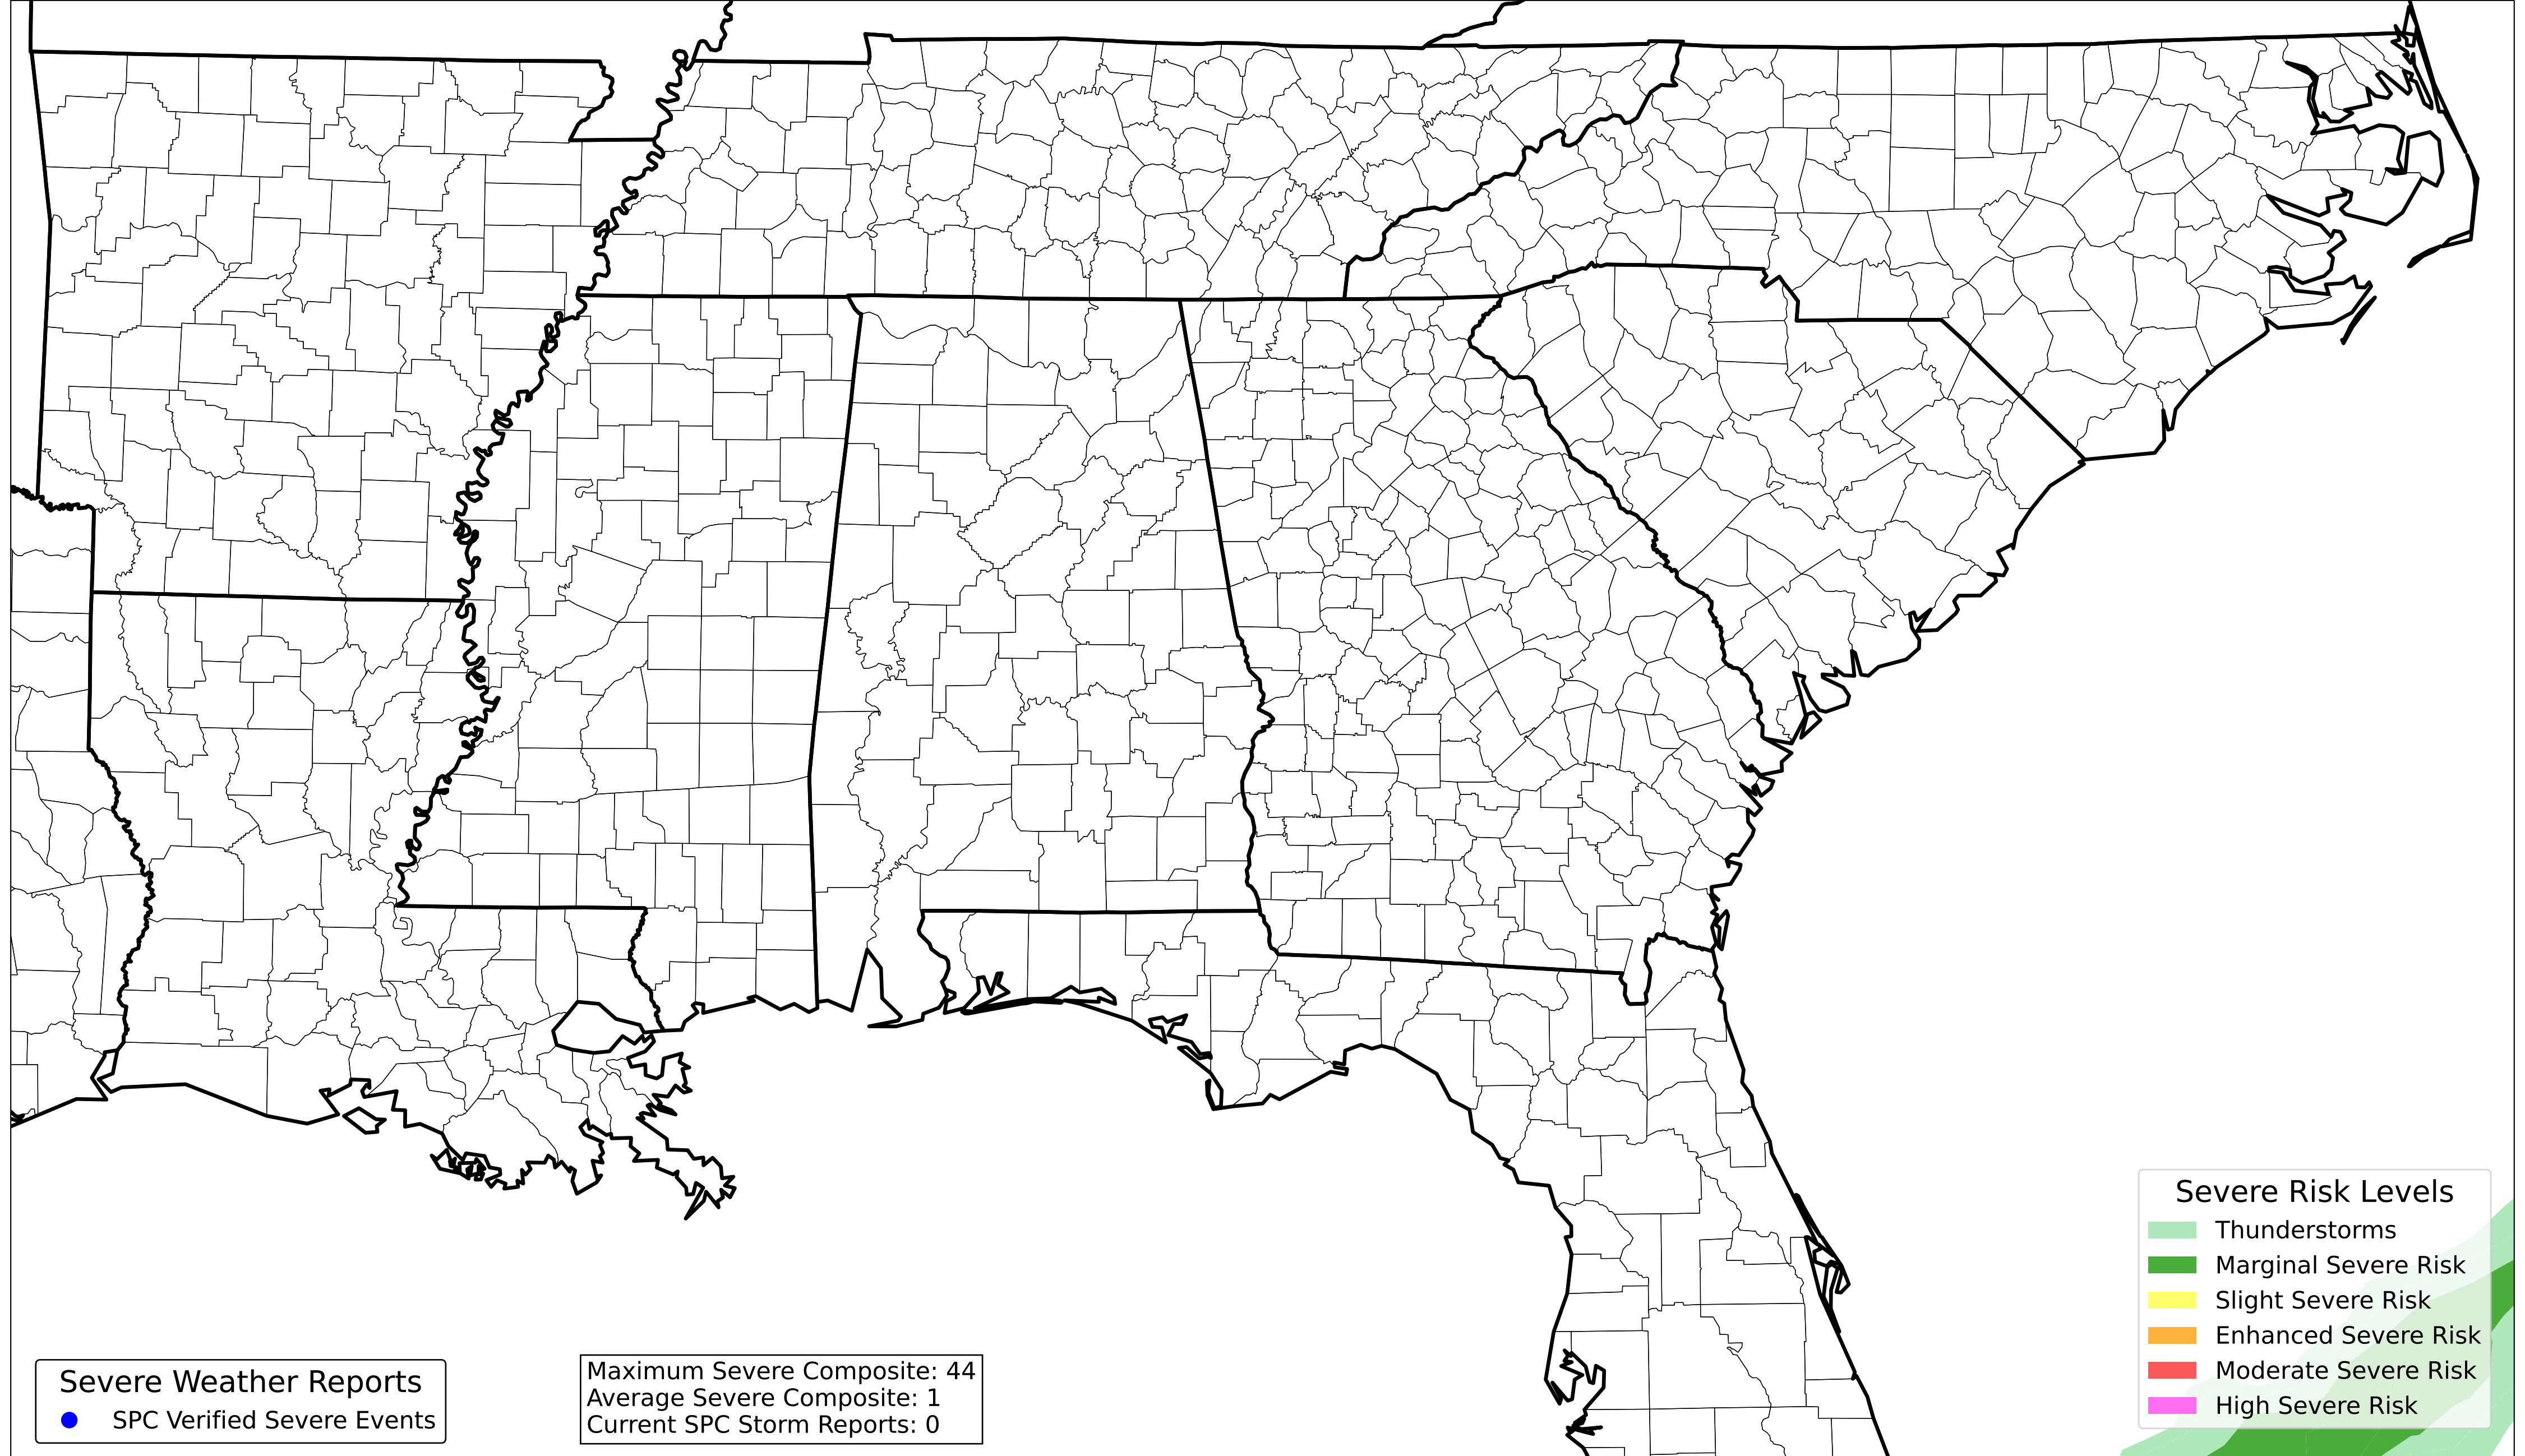 Severe Weather Reports
SPC Verified Severe Events
Maximum Severe Composite: 44
Average Severe Composite: 1
Current SPC Storm Reports: 0
Severe Risk Levels
Thunderstorms
Marginal Severe Risk
Slight Severe Risk
Enhanced Severe Risk
Moderate Severe Risk
High Severe Risk